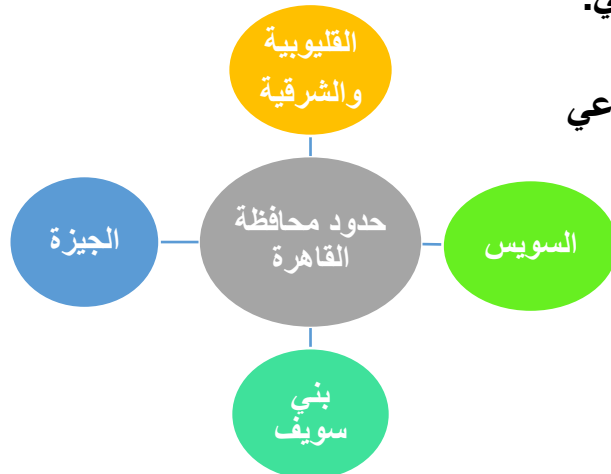 القليوبية
والشرقية
حدود محافظة
القاهرة
السويس
الجيزة
بني
سويف